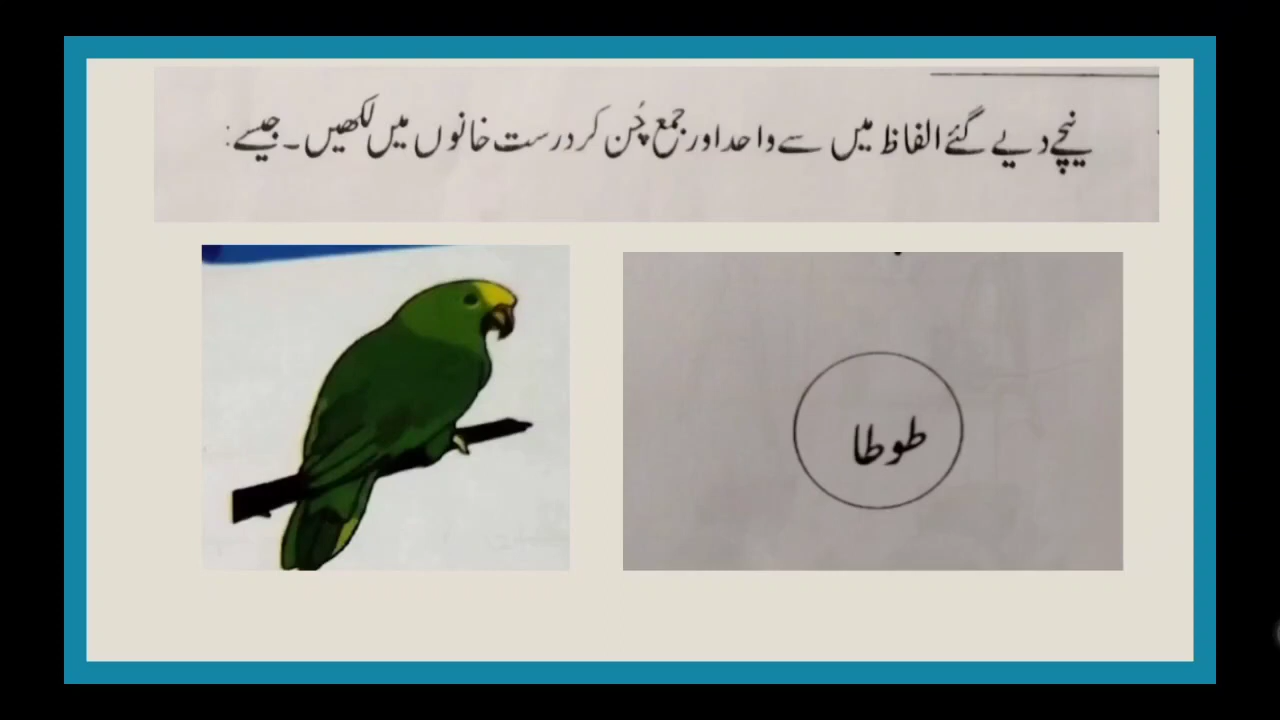 نیچے دیے گئے الفاظ میں سے واحد اور جمع چُن کر درست خانوں میں لکھیں۔ جیسے:
طوطا